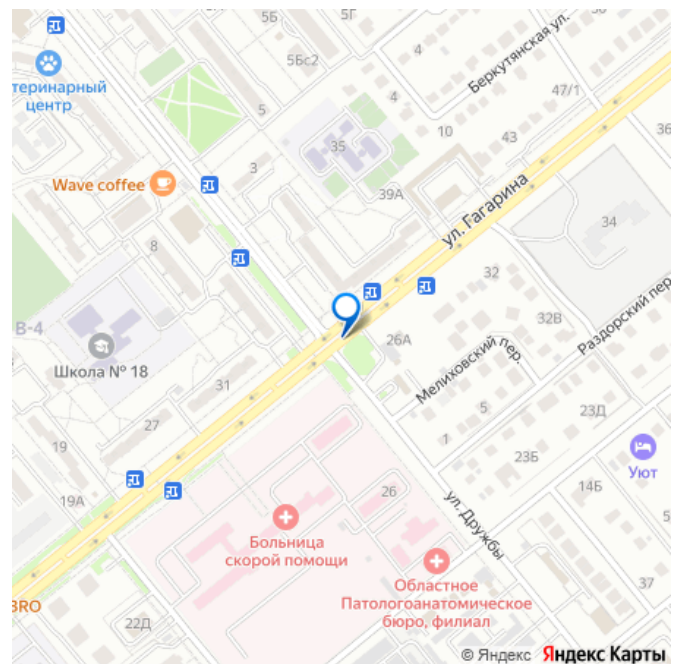 5Б
5Г
5Бс2
теринарный
центр
4
Беркутянская ул.
38
47/1
5
4
10
43
36
35
3
39А
Wave coffee
ул. Гагарина
34
8
32
В-4
26А
32В
Раздорский пер.
Школа № 18
Мелиховский пер.
31
27
5
23Д
1
19
23Б
Уют
19А
26
14Б
ул. Дружбы
5
Больница
скорой помощи
BRO
Областное
Патологоанатомическое
бюро, филиал
37
22Д
© Яндекс Яндекс Карты